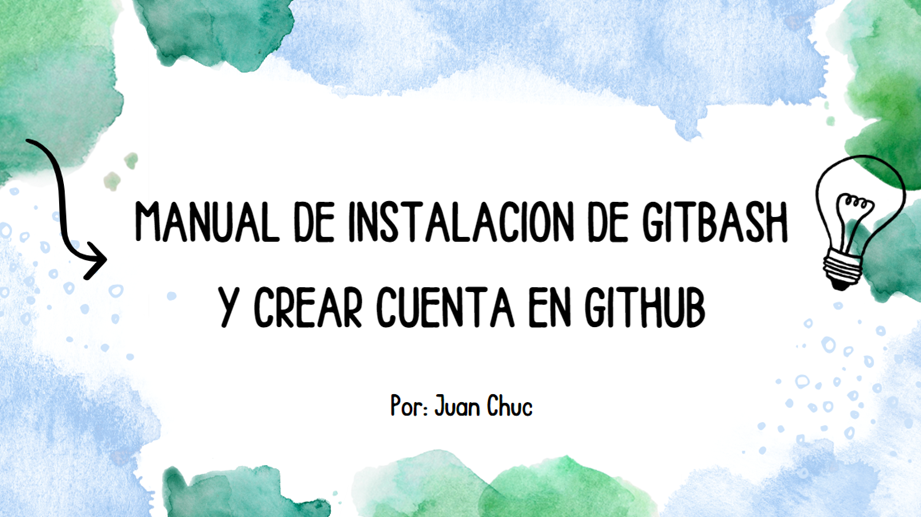 MANUAL DE INSTALACION DE GITBASH
Y CREAR CUENTA EN GITHUB
Por: Juan Chuc